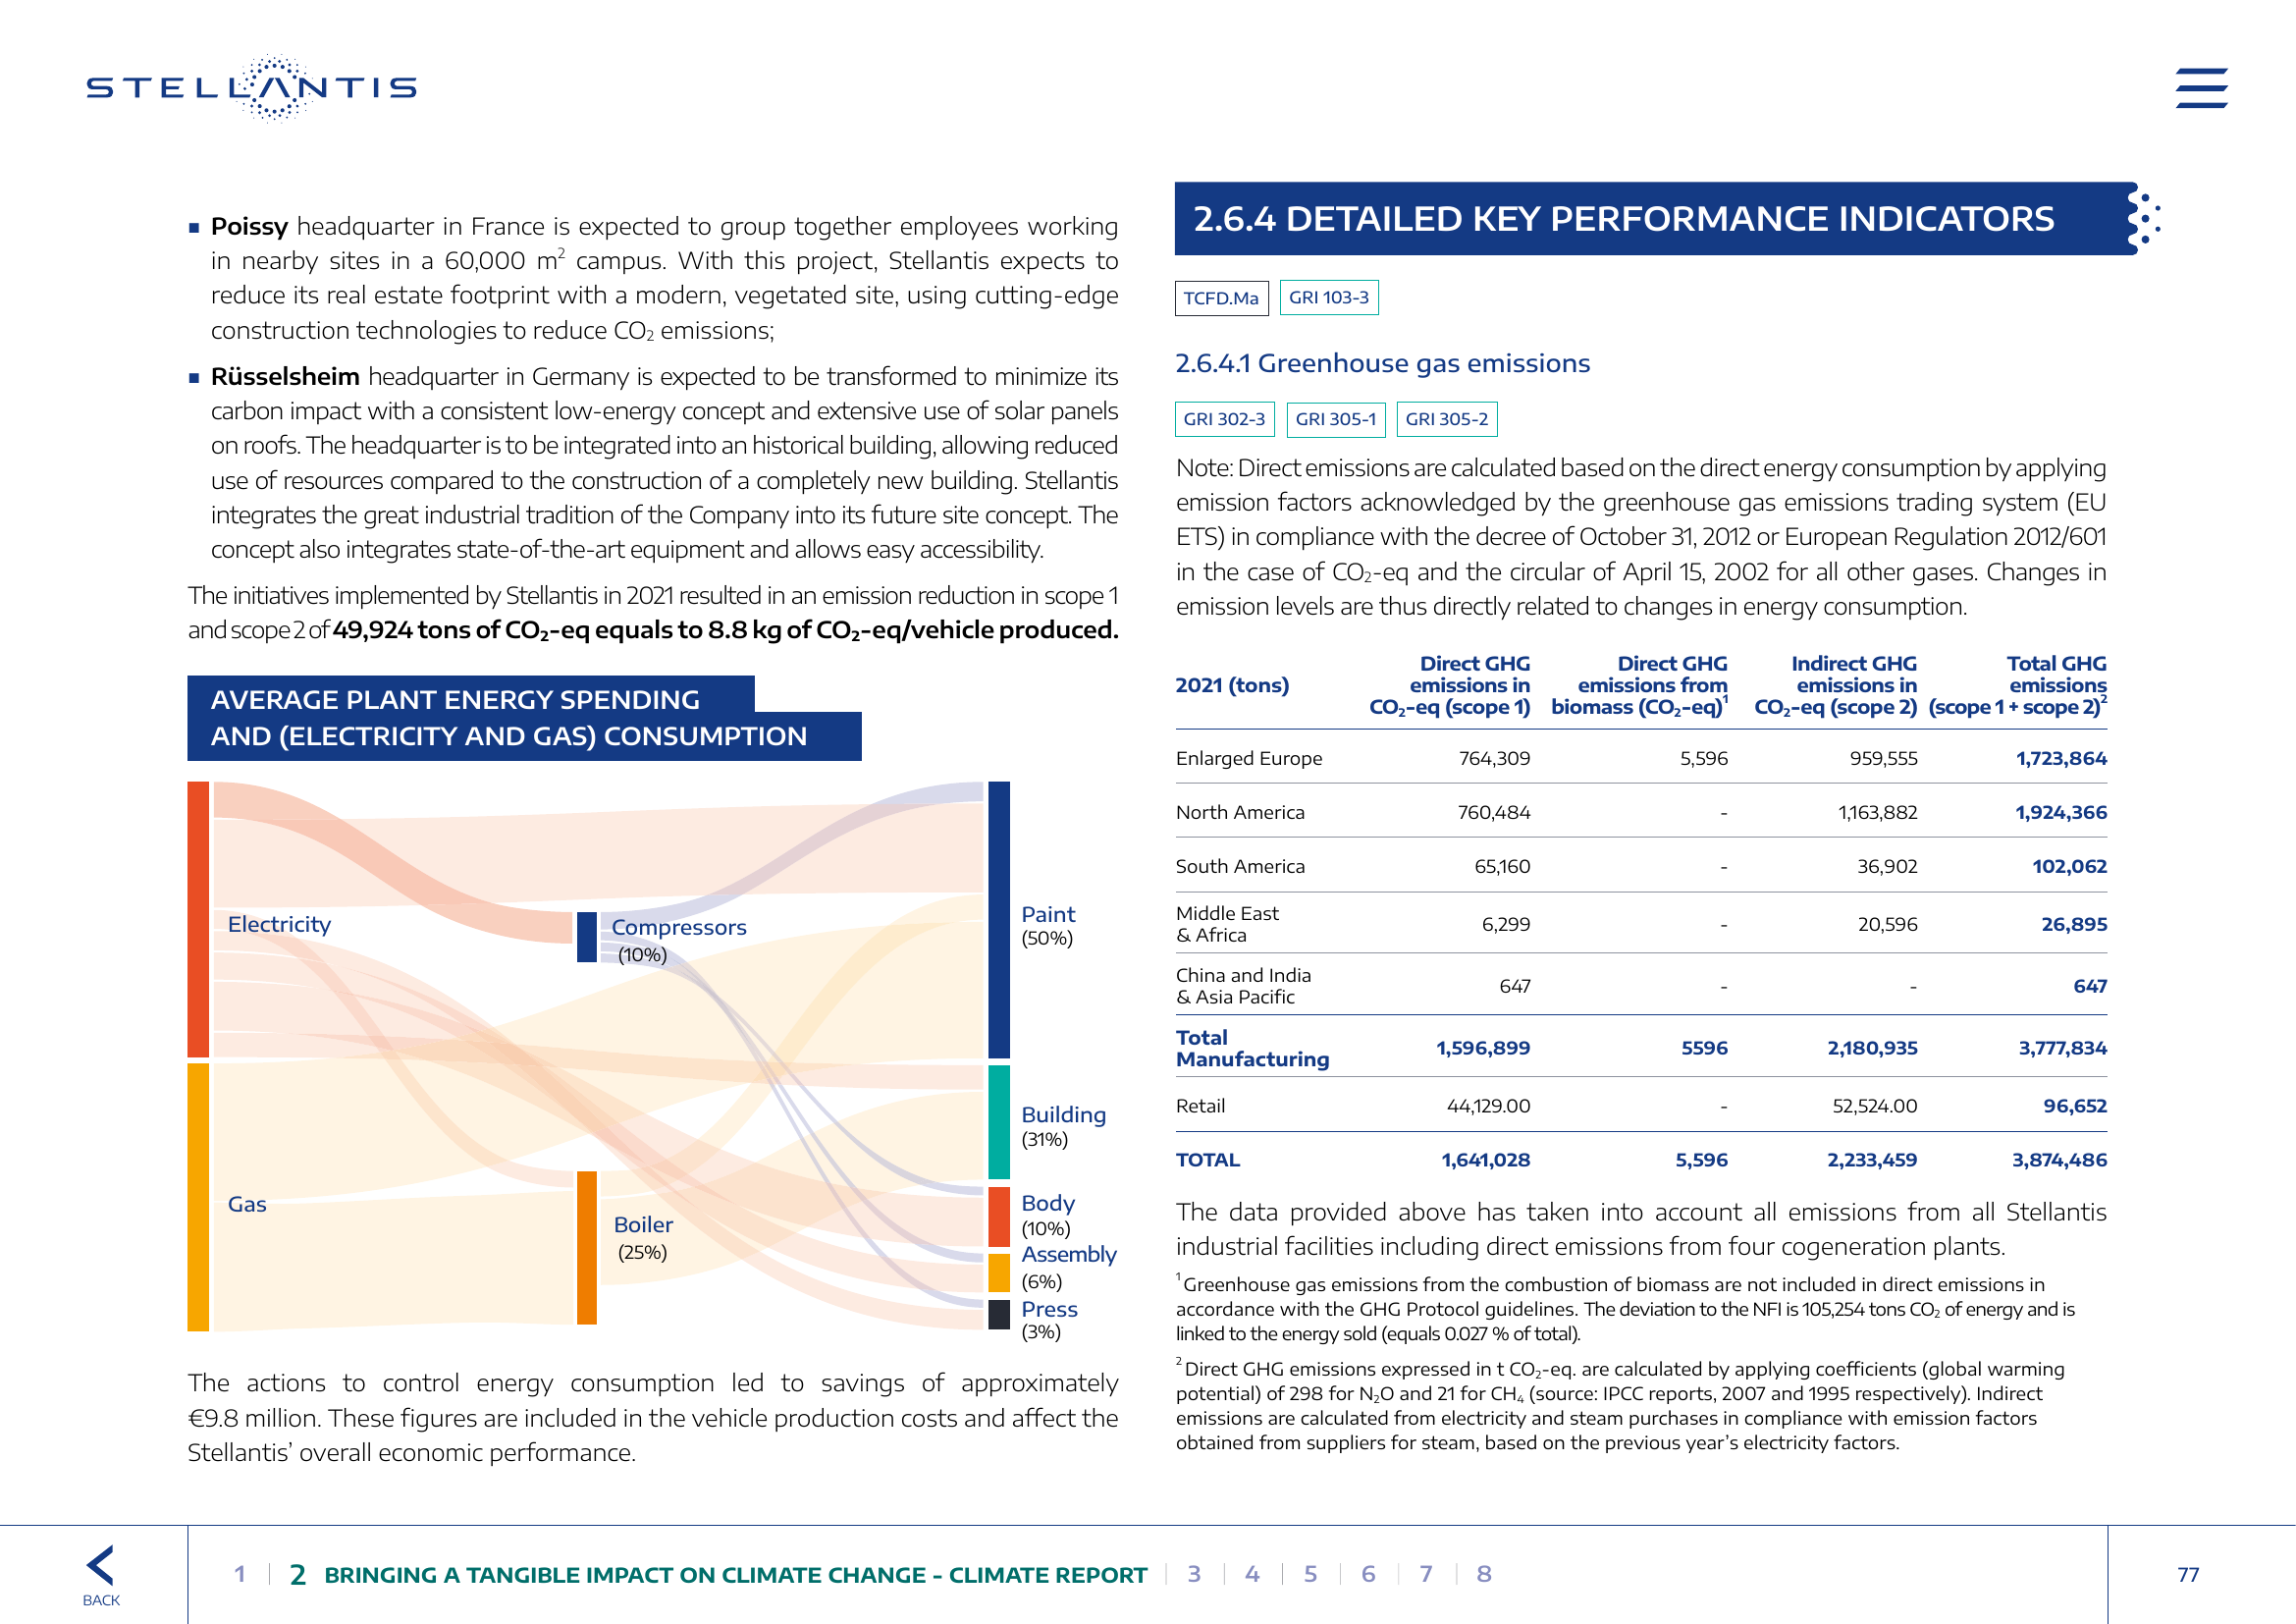 STELLANTIS
▪ Poissy headquarter in France is expected to group together employees working
in nearby sites in a 60,000 m² campus. With this project, Stellantis expects to
reduce its real estate footprint with a modern, vegetated site, using cutting-edge
construction technologies to reduce CO₂ emissions;
▪ Rüsselsheim headquarter in Germany is expected to be transformed to minimize its
carbon impact with a consistent low-energy concept and extensive use of solar panels
on roofs. The headquarter is to be integrated into an historical building, allowing reduced
use of resources compared to the construction of a completely new building. Stellantis
integrates the great industrial tradition of the Company into its future site concept. The
concept also integrates state-of-the-art equipment and allows easy accessibility.
The initiatives implemented by Stellantis in 2021 resulted in an emission reduction in scope 1
and scope 2 of 49,924 tons of CO₂-eq equals to 8.8 kg of CO₂-eq/vehicle produced.
AVERAGE PLANT ENERGY SPENDING
AND (ELECTRICITY AND GAS) CONSUMPTION
Electricity
Gas
Compressors
(10%)
Boiler
(25%)
Paint
(50%)
Building
(31%)
Body
(10%)
Assembly
(6%)
Press
(3%)
The actions to control energy consumption led to savings of approximately
€9.8 million. These figures are included in the vehicle production costs and affect the
Stellantis’ overall economic performance.
2.6.4 DETAILED KEY PERFORMANCE INDICATORS
TCFD.Ma GRI 103-3
2.6.4.1 Greenhouse gas emissions
GRI 302-3 GRI 305-1 GRI 305-2
Note: Direct emissions are calculated based on the direct energy consumption by applying
emission factors acknowledged by the greenhouse gas emissions trading system (EU
ETS) in compliance with the decree of October 31, 2012 or European Regulation 2012/601
in the case of CO₂-eq and the circular of April 15, 2002 for all other gases. Changes in
emission levels are thus directly related to changes in energy consumption.
2021 (tons) Direct GHG emissions in CO₂-eq (scope 1) Direct GHG emissions from biomass (CO₂-eq)¹ Indirect GHG emissions in CO₂-eq (scope 2) Total GHG emissions (scope 1 + scope 2)²
Enlarged Europe 764,309 5,596 959,555 1,723,864
North America 760,484 - 1,163,882 1,924,366
South America 65,160 - 36,902 102,062
Middle East & Africa 6,299 - 20,596 26,895
China and India & Asia Pacific 647 - - 647
Total Manufacturing 1,596,899 5596 2,180,935 3,777,834
Retail 44,129.00 - 52,524.00 96,652
TOTAL 1,641,028 5,596 2,233,459 3,874,486
The data provided above has taken into account all emissions from all Stellantis
industrial facilities including direct emissions from four cogeneration plants.
¹ Greenhouse gas emissions from the combustion of biomass are not included in direct emissions in
accordance with the GHG Protocol guidelines. The deviation to the NFI is 105,254 tons CO₂ of energy and is
linked to the energy sold (equals 0.027 % of total).
² Direct GHG emissions expressed in t CO₂-eq. are calculated by applying coefficients (global warming
potential) of 298 for N₂O and 21 for CH₄ (source: IPCC reports, 2007 and 1995 respectively). Indirect
emissions are calculated from electricity and steam purchases in compliance with emission factors
obtained from suppliers for steam, based on the previous year’s electricity factors.
BACK
1 2 BRINGING A TANGIBLE IMPACT ON CLIMATE CHANGE - CLIMATE REPORT 3 4 5 6 7 8
77